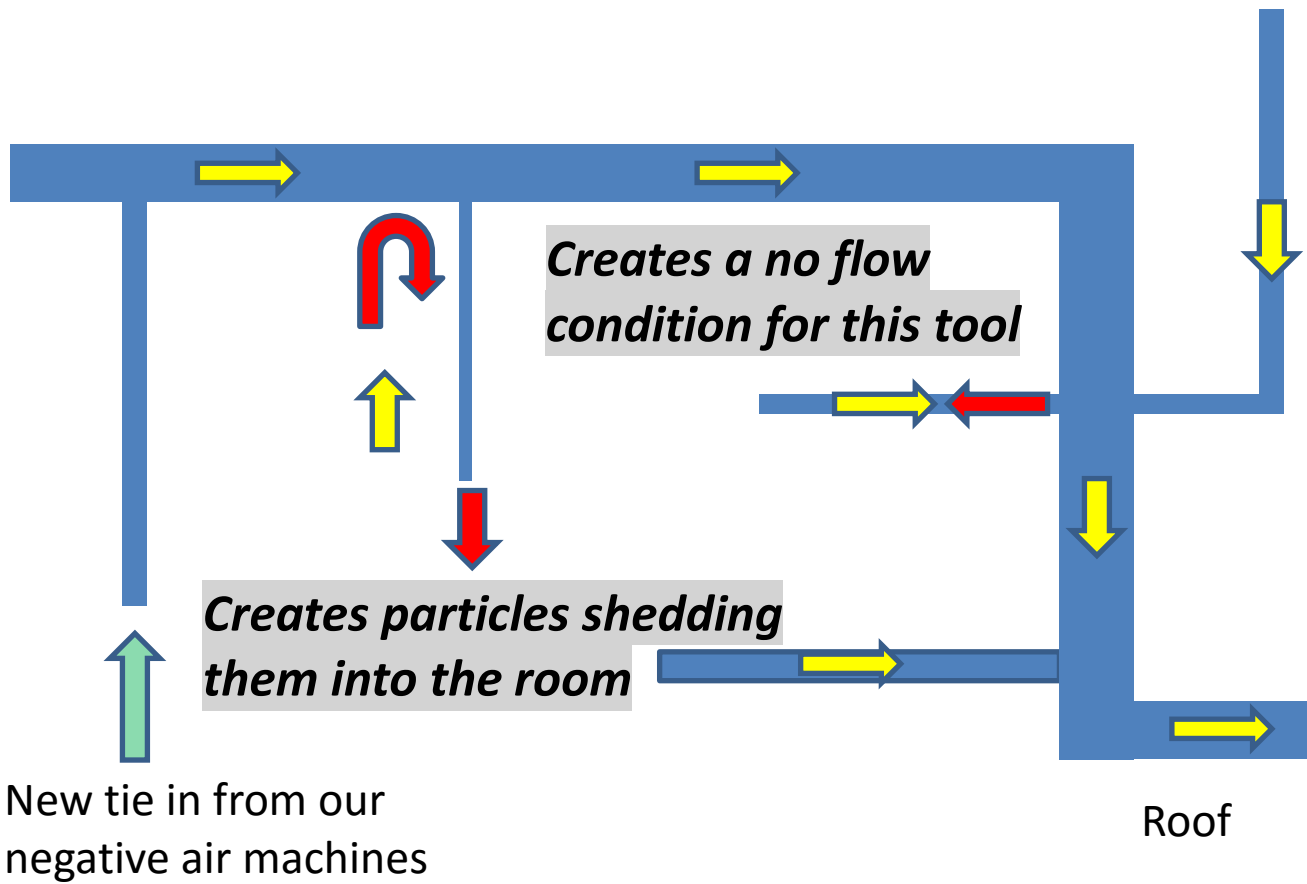 Creates a no flow
condition for this tool
Creates particles shedding
them into the room
New tie in from our
negative air machines
Roof